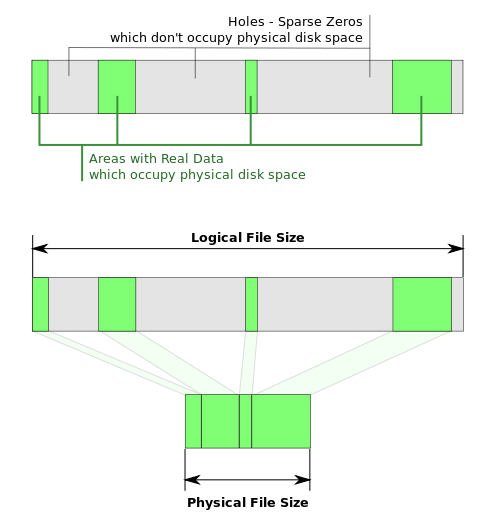 Holes - Sparse Zeros
which don't occupy physical disk space
Areas with Real Data
which occupy physical disk space
Logical File Size
Physical File Size